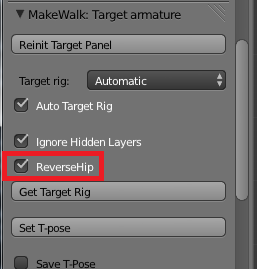 MakeWalk: Target armature
Reinit Target Panel
Target rig: Automatic
Auto Target Rig
Ignore Hidden Layers
ReverseHip
Get Target Rig
Set T-pose
Save T-Pose